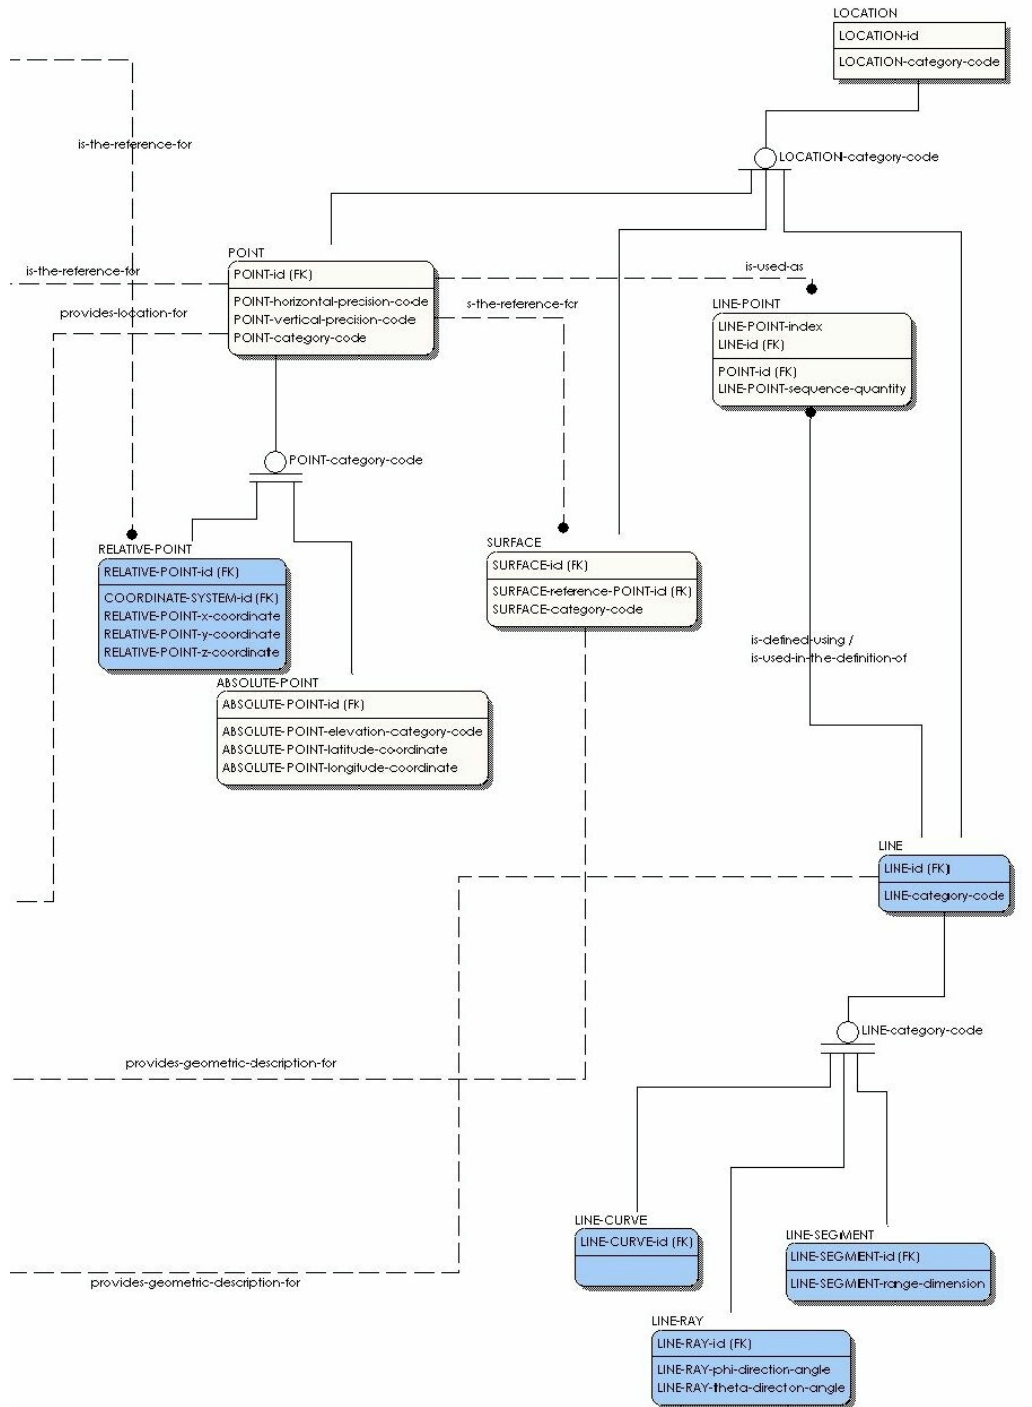 LOCATION
LOCATION-id
LOCATION-category-code
is-the-reference-for
LOCATION-category-code
POINT
POINT-id (FK)
POINT-horizontal-precision-code
POINT-vertical-precision-code
POINT-category-code
is-the-reference-for
provides-location-for
is-used-as
s-the-reference-for
LINE-POINT
LINE-POINT-index
LINE-id (FK)
POINT-id (FK)
LINE-POINT-sequence-quantity
POINT-category-code
RELATIVE-POINT
RELATIVE-POINT-id (FK)
COORDINATE-SYSTEM-id (FK)
RELATIVE-POINT-x-coordinate
RELATIVE-POINT-y-coordinate
RELATIVE-POINT-z-coordinate
SURFACE
SURFACE-id (FK)
SURFACE-reference-POINT-id (FK)
SURFACE-category-code
is-defined-using /
is-used-in-the-definition-of
ABSOLUTE-POINT
ABSOLUTE-POINT-id (FK)
ABSOLUTE-POINT-elevation-category-code
ABSOLUTE-POINT-latitude-coordinate
ABSOLUTE-POINT-longitude-coordinate
LINE
LINE-id (FK)
LINE-category-code
LINE-category-code
provides-geometric-description-for
LINE-CURVE
LINE-CURVE-id (FK)
LINE-SEGMENT
LINE-SEGMENT-id (FK)
LINE-SEGMENT-range-dimension
provides-geometric-description-for
LINE-RAY
LINE-RAY-id (FK)
LINE-RAY-phi-direction-angle
LINE-RAY-theta-directon-angle